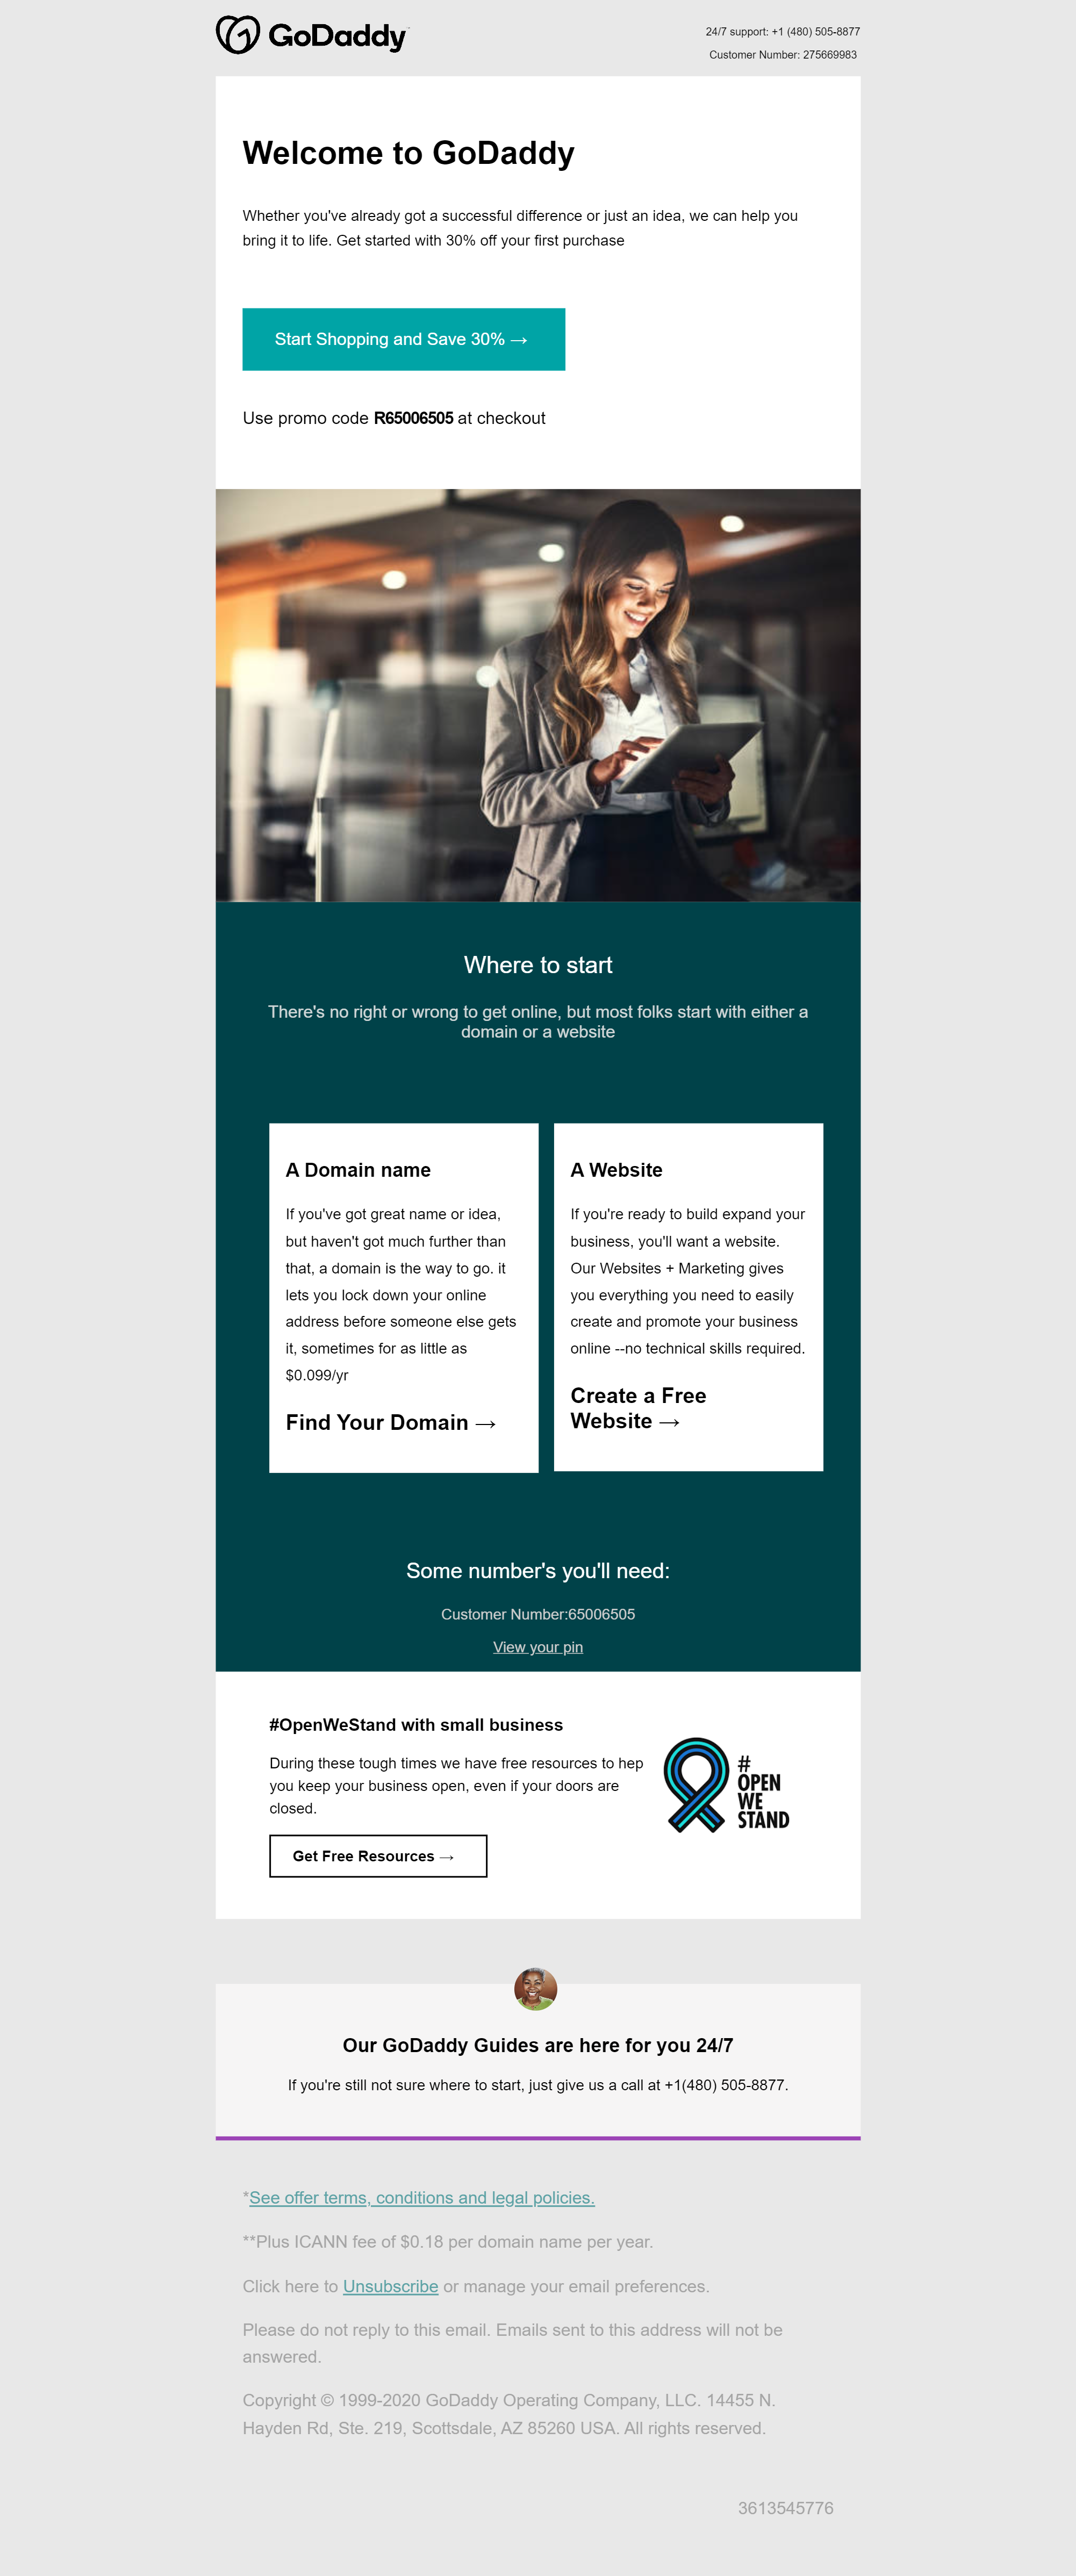 GoDaddy
24/7 support: +1 (480) 505-8877
Customer Number: 275669983
Welcome to GoDaddy
Whether you've already got a successful difference or just an idea, we can help you
bring it to life. Get started with 30% off your first purchase
Start Shopping and Save 30% →
Use promo code R65006505 at checkout
Where to start
There's no right or wrong to get online, but most folks start with either a
domain or a website
A Domain name
If you've got great name or idea,
but haven't got much further than
that, a domain is the way to go. it
lets you lock down your online
address before someone else gets
it, sometimes for as little as
$0.099/yr
Find Your Domain →
A Website
If you're ready to build expand your
business, you'll want a website.
Our Websites + Marketing gives
you everything you need to easily
create and promote your business
online --no technical skills required.
Create a Free
Website →
Some number's you'll need:
Customer Number:65006505
View your pin
#OpenWeStand with small business
During these tough times we have free resources to hep
you keep your business open, even if your doors are
closed.
Get Free Resources →
#
OPEN
WE
STAND
Our GoDaddy Guides are here for you 24/7
If you're still not sure where to start, just give us a call at +1(480) 505-8877.
*See offer terms, conditions and legal policies.
**Plus ICANN fee of $0.18 per domain name per year.
Click here to Unsubscribe or manage your email preferences.
Please do not reply to this email. Emails sent to this address will not be
answered.
Copyright © 1999-2020 GoDaddy Operating Company, LLC. 14455 N.
Hayden Rd, Ste. 219, Scottsdale, AZ 85260 USA. All rights reserved.
3613545776